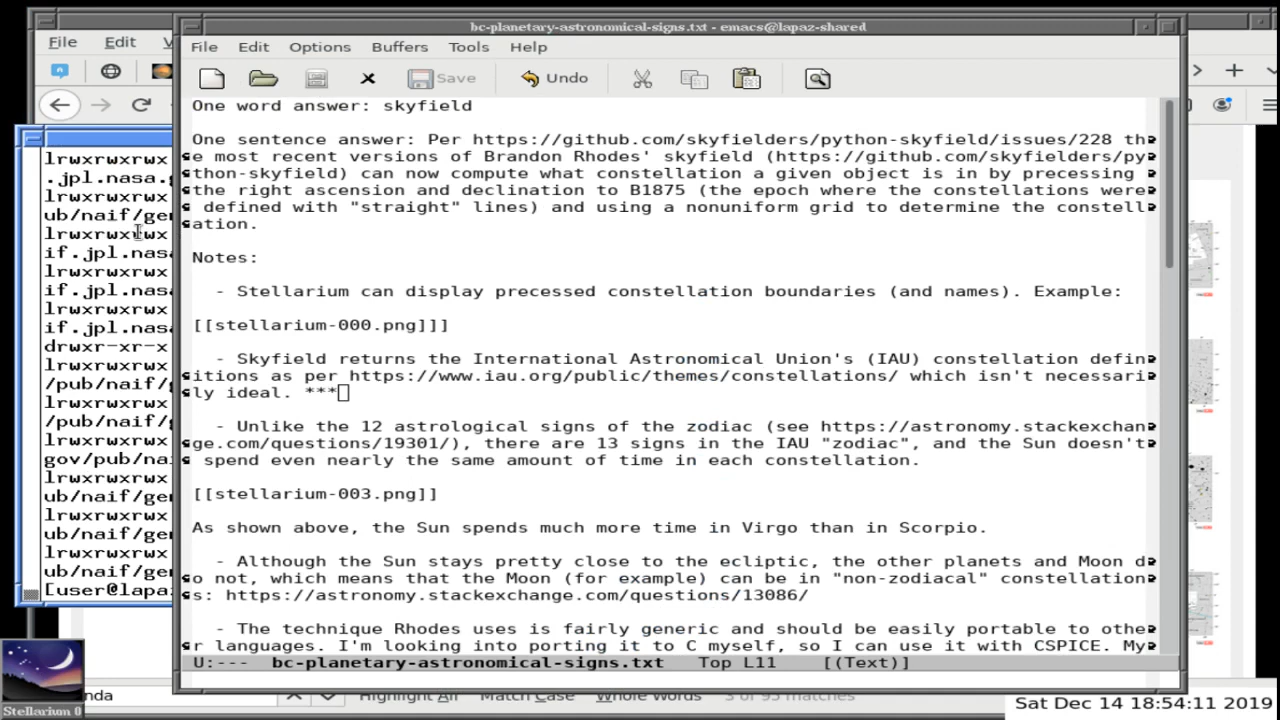 bc-planetary-astronomical-signs.txt - emacs@lapaz-shared
File Edit
File Edit Options Buffers Tools Help
Save Undo
One word answer: skyfield
One sentence answer: Per https://github.com/skyfielders/python-skyfield/issues/228 th
e most recent versions of Brandon Rhodes' skyfield (https://github.com/skyfielders/py
thon-skyfield) can now compute what constellation a given object is in by precessing
the right ascension and declination to B1875 (the epoch where the constellations were
defined with "straight" lines) and using a nonuniform grid to determine the constell
ation.
Notes:
- Stellarium can display precessed constellation boundaries (and names). Example:
[[stellarium-000.png]]]
- Skyfield returns the International Astronomical Union's (IAU) constellation defin
itions as per https://www.iau.org/public/themes/constellations/ which isn't necessari
ly ideal. ***
- Unlike the 12 astrological signs of the zodiac (see https://astronomy.stackexchan
ge.com/questions/19301/), there are 13 signs in the IAU "zodiac", and the Sun doesn't
spend even nearly the same amount of time in each constellation.
[[stellarium-003.png]]
As shown above, the Sun spends much more time in Virgo than in Scorpio.
- Although the Sun stays pretty close to the ecliptic, the other planets and Moon d
o not, which means that the Moon (for example) can be in "non-zodiacal" constellation
s: https://astronomy.stackexchange.com/questions/13086/
- The technique Rhodes uses is fairly generic and should be easily portable to othe
r languages. I'm looking into porting it to C myself, so I can use it with CSPICE. My
U:--- bc-planetary-astronomical-signs.txt Top L11 [(Text)]
lrwxrwxrwx
.jpl.nasa.g
lrwxrwxrwx
ub/naif/gen
lrwxrwxrwx
if.jpl.nasa
lrwxrwxrwx
if.jpl.nasa
lrwxrwxrwx
if.jpl.nasa
drwxr-xr-x
lrwxrwxrwx
/pub/naif/g
lrwxrwxrwx
/pub/naif/g
lrwxrwxrwx
gov/pub/nai
lrwxrwxrwx
ub/naif/gen
lrwxrwxrwx
ub/naif/gen
lrwxrwxrwx
ub/naif/gen
[user@lapaz
nda Highlight All Match Case Whole Words 3 of 95 matches
Stellarium 0
Sat Dec 14 18:54:11 2019